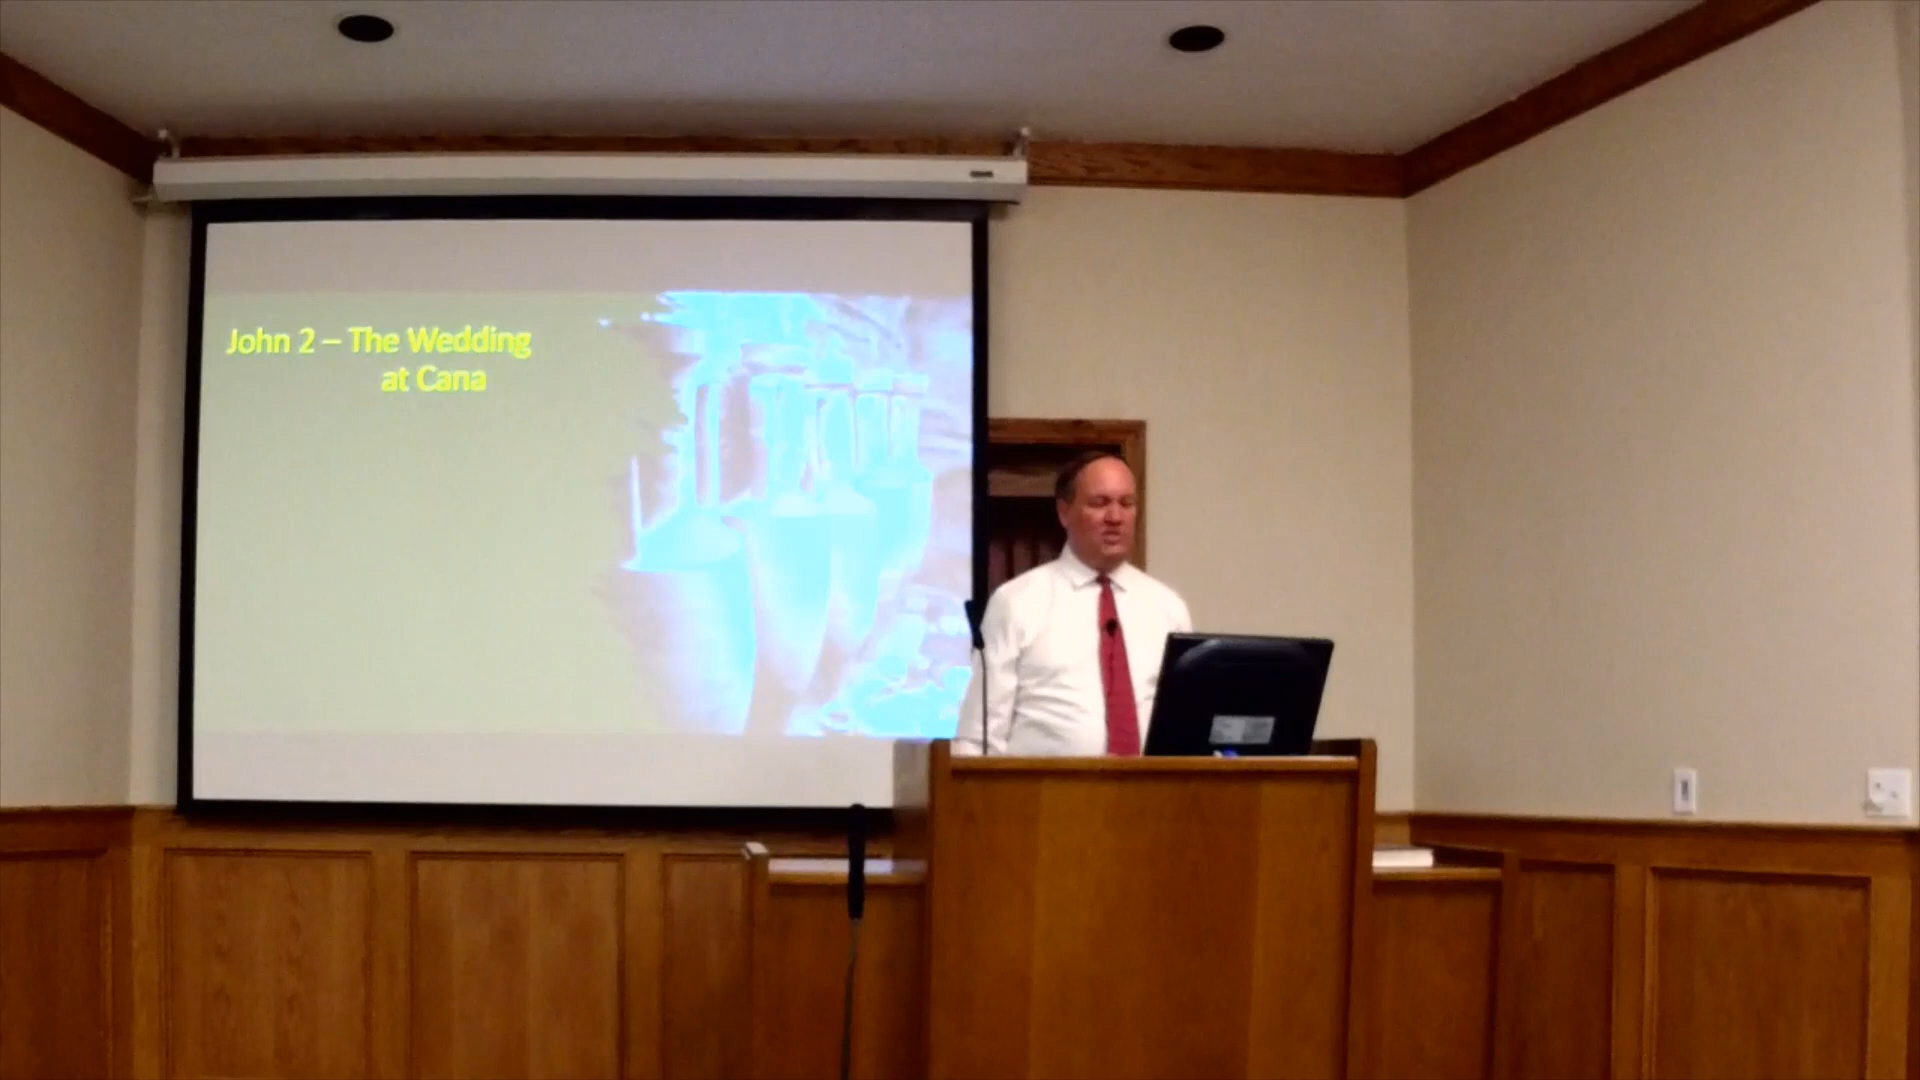 John 2 – The Wedding
at Cana